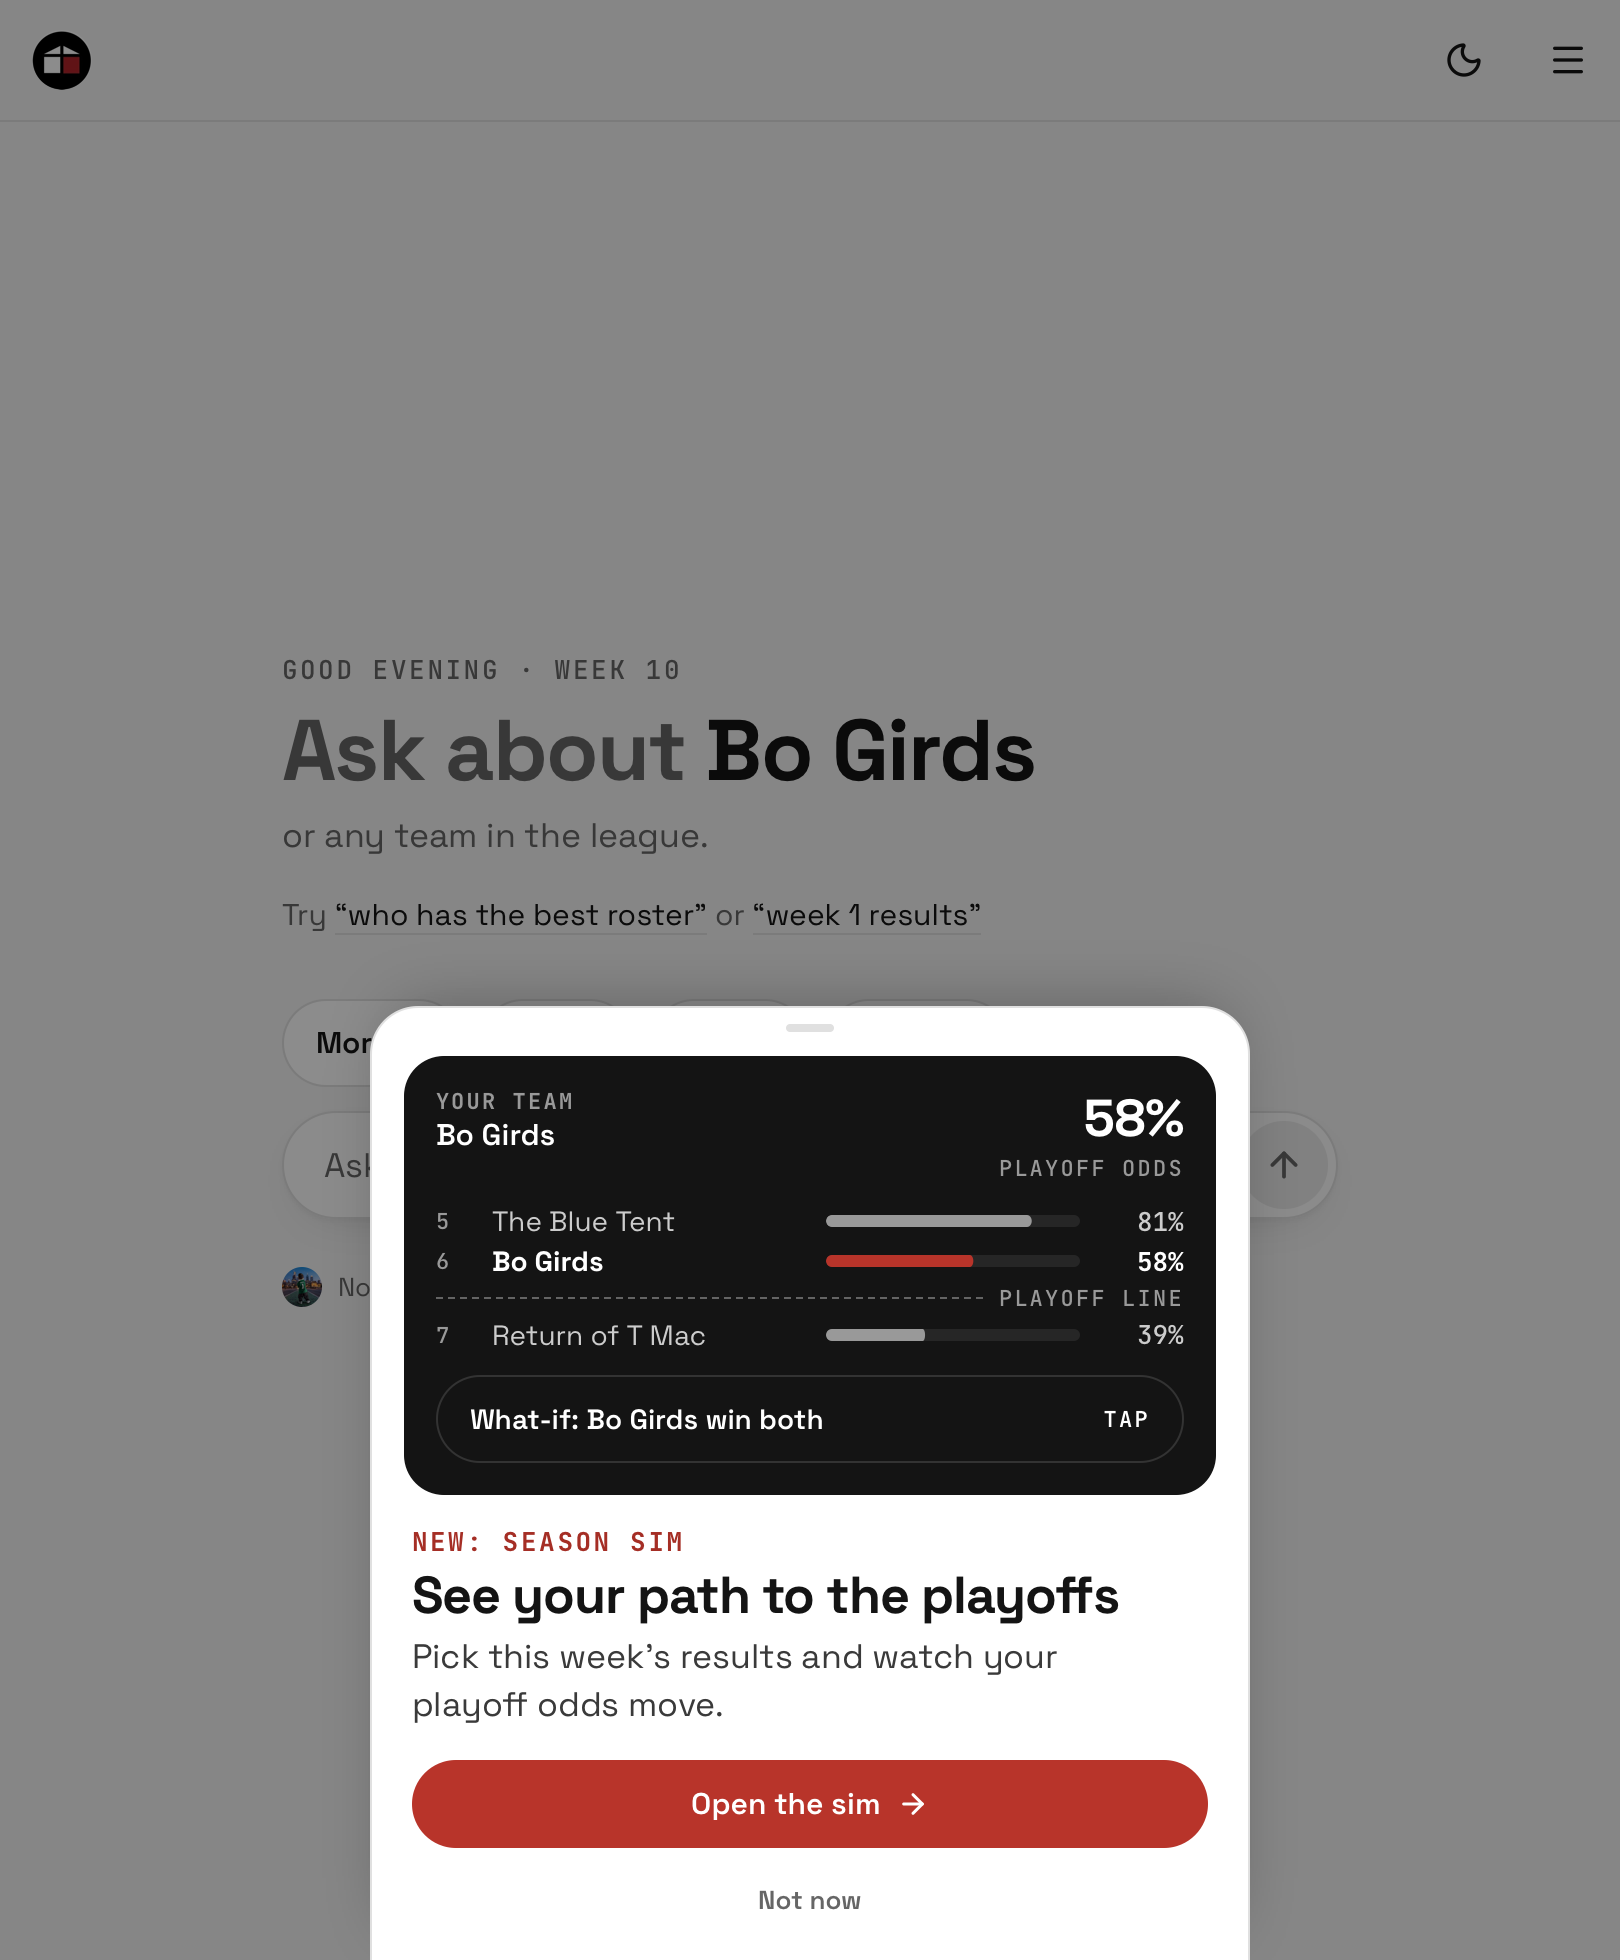 GOOD EVENING · WEEK 10
Ask about Bo Girds
or any team in the league.
Try “who has the best roster” or “week 1 results”
YOUR TEAM
Bo Girds
58%
PLAYOFF ODDS
5 The Blue Tent 81%
6 Bo Girds 58%
PLAYOFF LINE
7 Return of T Mac 39%
What-if: Bo Girds win both TAP
NEW: SEASON SIM
See your path to the playoffs
Pick this week’s results and watch your
playoff odds move.
Open the sim →
Not now